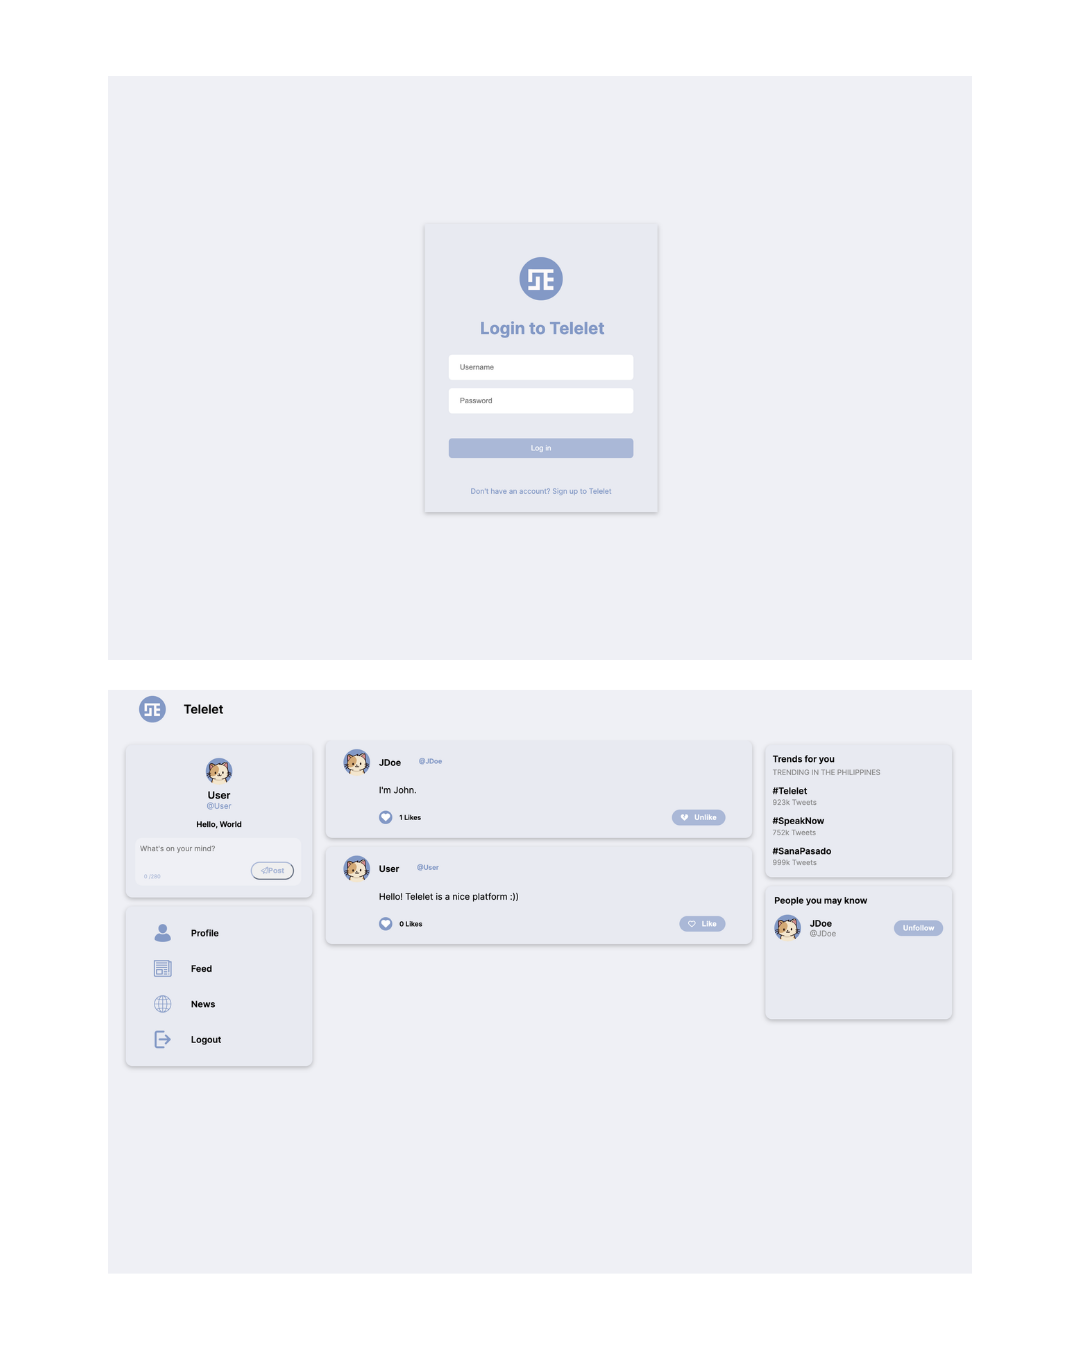 Login to Telelet
Username
Password
Log in
Don't have an account? Sign up to Telelet
Telelet
User
@User
Hello, World
What's on your mind?
0 /280
Post
Profile
Feed
News
Logout
JDoe @JDoe
I'm John.
1 Likes
Unlike
User @User
Hello! Telelet is a nice platform :))
0 Likes
Like
Trends for you
TRENDING IN THE PHILIPPINES
#Telelet
923k Tweets
#SpeakNow
752k Tweets
#SanaPasado
999k Tweets
People you may know
JDoe
@JDoe
Unfollow